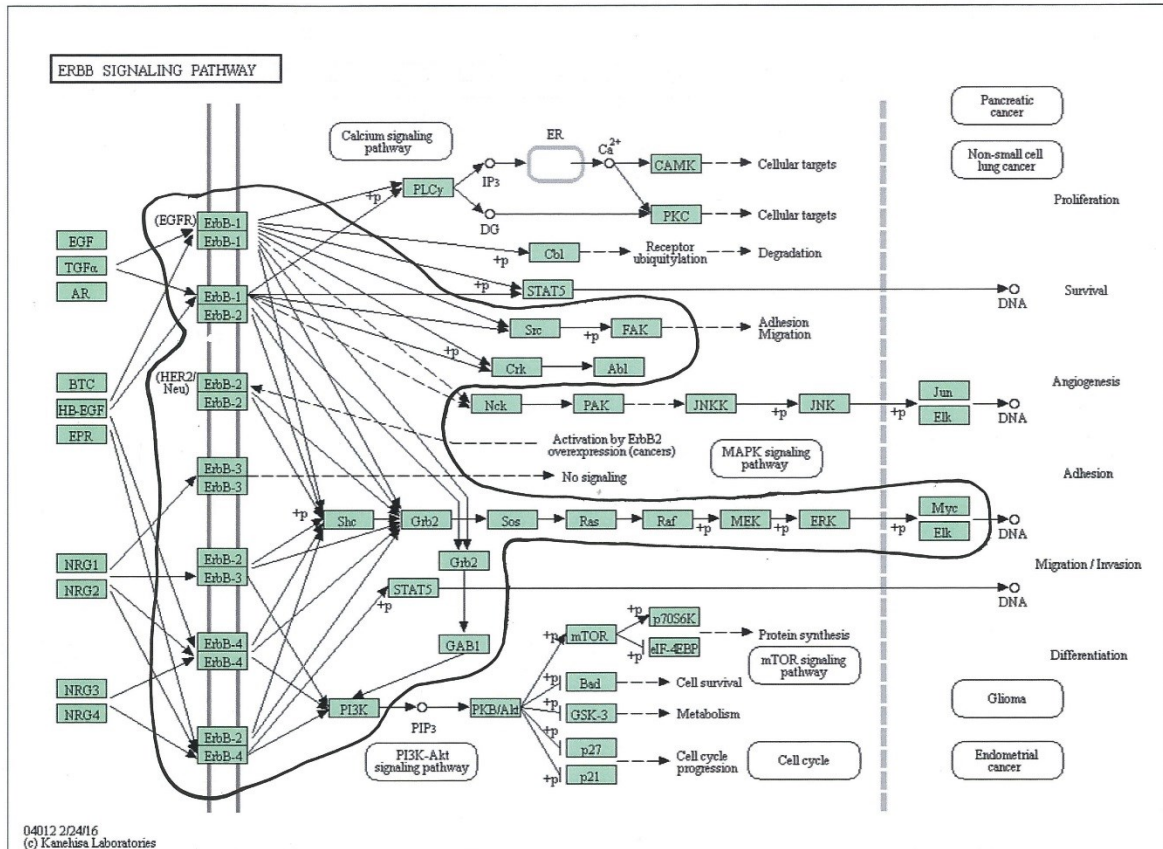 ERBB SIGNALING PATHWAY
Calcium signaling
pathway
ER
Ca2+
Pancreatic
cancer
Non-small cell
lung cancer
PLCγ
+p
IP3
DG
CAMK
Cellular targets
PKC
Cellular targets
Proliferation
(EGFR)
ErbB-1
ErbB-1
EGF
TGFα
AR
+p
Cbl
Receptor
ubiquitylation
Degradation
ErbB-1
ErbB-2
+p
STAT5
DNA
Survival
Src
+p
FAK
Adhesion
Migration
+p
Crk
Abl
BTC
HB-EGF
EPR
(HER2/
Neu)
ErbB-2
ErbB-2
Nck
PAK
JNKK
+p
JNK
+p
Jun
Elk
DNA
Angiogenesis
Activation by ErbB2
overexpression (cancers)
MAPK signaling
pathway
ErbB-3
ErbB-3
No signaling
Adhesion
+p
Shc
Grb2
Sos
Ras
Raf
+p
MEK
+p
ERK
+p
Myc
Elk
DNA
NRG1
NRG2
ErbB-2
ErbB-3
Grb2
Migration / Invasion
+p
STAT5
DNA
ErbB-4
ErbB-4
GAB1
+p
mTOR
+p
+p
p70S6K
eIF-4EBP
Protein synthesis
mTOR signaling
pathway
Differentiation
NRG3
NRG4
ErbB-2
ErbB-4
PI3K
PIP3
PKB/Akt
+p
Bad
Cell survival
+p
GSK-3
Metabolism
+p
p27
+p
p21
Cell cycle
progression
Cell cycle
Glioma
Endometrial
cancer
PI3K-Akt
signaling pathway
04012 2/24/16
(c) Kanehisa Laboratories